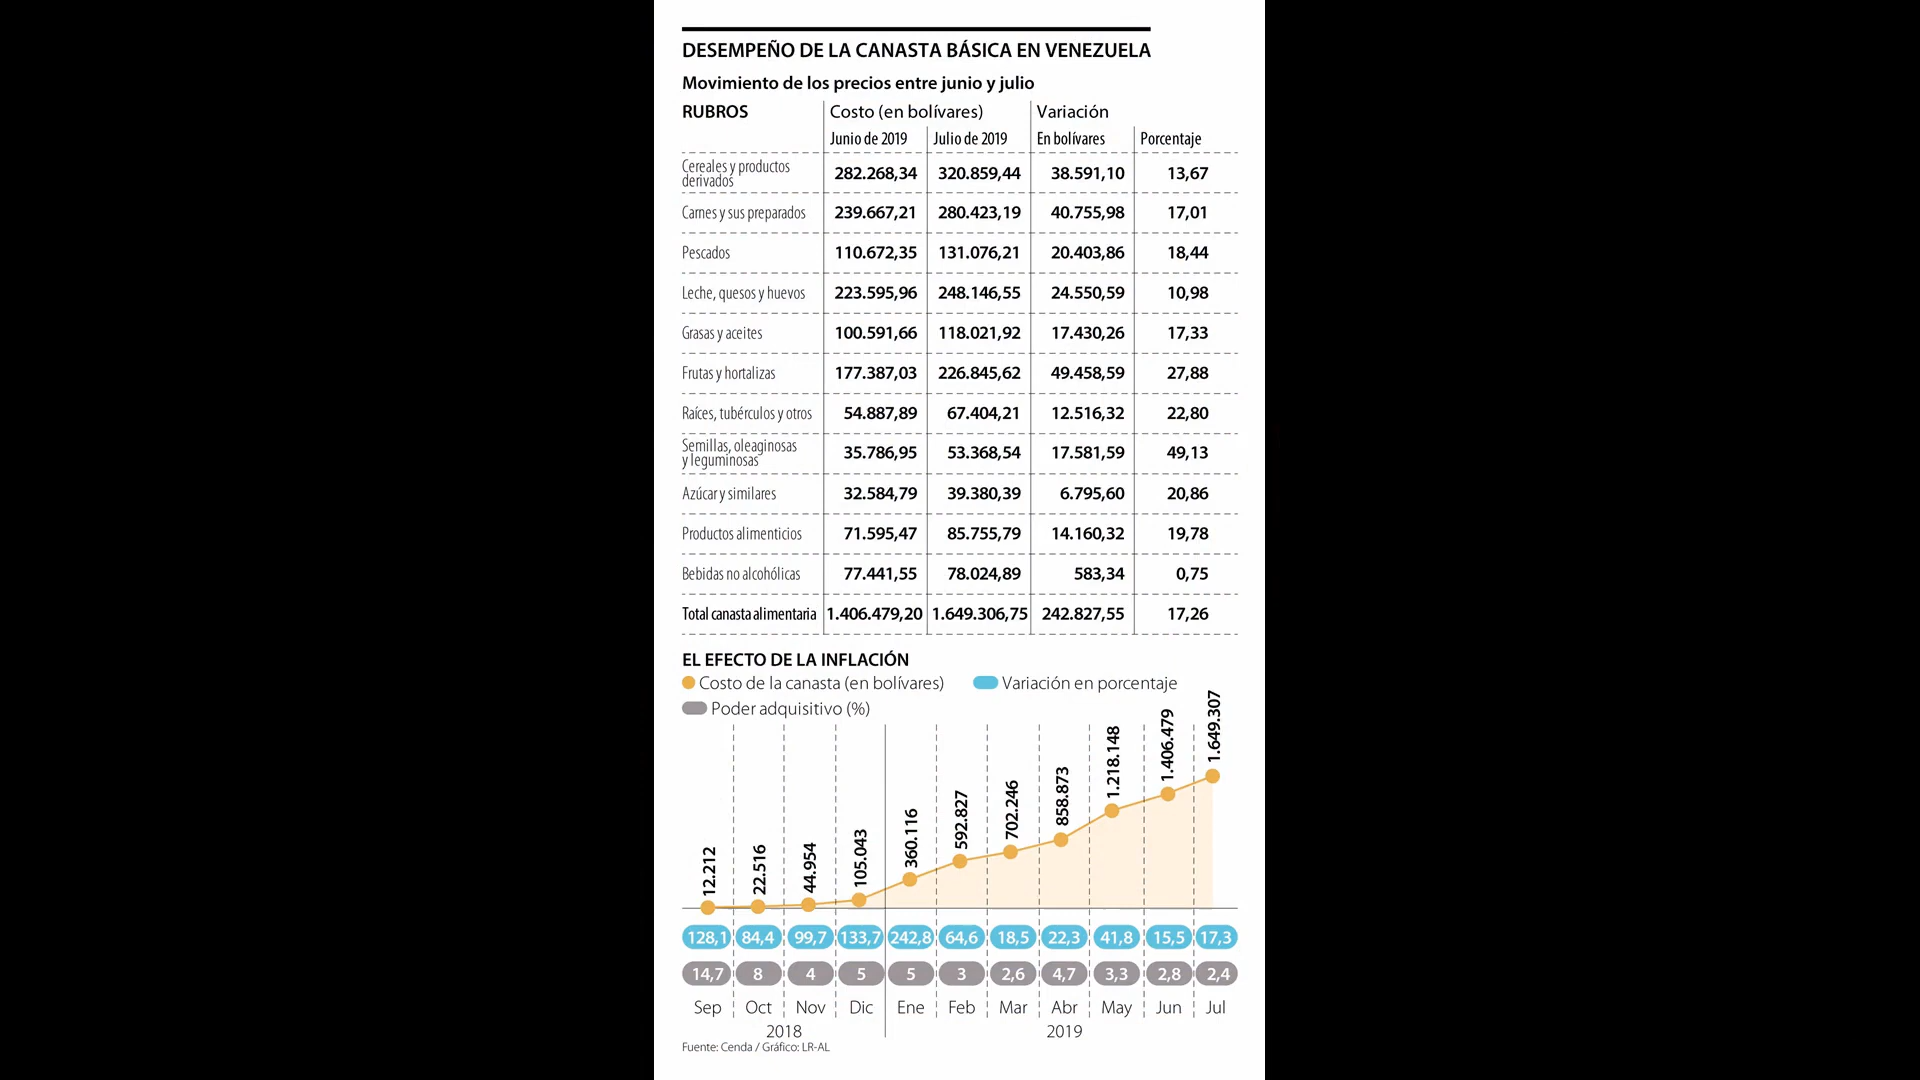 DESEMPEÑO DE LA CANASTA BÁSICA EN VENEZUELA
Movimiento de los precios entre junio y julio
RUBROS Costo (en bolívares) Variación
Junio de 2019 Julio de 2019 En bolívares Porcentaje
Cereales y productos
derivados 282.268,34 320.859,44 38.591,10 13,67
Carnes y sus preparados 239.667,21 280.423,19 40.755,98 17,01
Pescados 110.672,35 131.076,21 20.403,86 18,44
Leche, quesos y huevos 223.595,96 248.146,55 24.550,59 10,98
Grasas y aceites 100.591,66 118.021,92 17.430,26 17,33
Frutas y hortalizas 177.387,03 226.845,62 49.458,59 27,88
Raíces, tubérculos y otros 54.887,89 67.404,21 12.516,32 22,80
Semillas, oleaginosas
y leguminosas 35.786,95 53.368,54 17.581,59 49,13
Azúcar y similares 32.584,79 39.380,39 6.795,60 20,86
Productos alimenticios 71.595,47 85.755,79 14.160,32 19,78
Bebidas no alcohólicas 77.441,55 78.024,89 583,34 0,75
Total canasta alimentaria 1.406.479,20 1.649.306,75 242.827,55 17,26
EL EFECTO DE LA INFLACIÓN
Costo de la canasta (en bolívares) Variación en porcentaje
Poder adquisitivo (%)
12.212 22.516 44.954 105.043 360.116 592.827 702.246 858.873 1.218.148 1.406.479 1.649.307
128,1 84,4 99,7 133,7 242,8 64,6 18,5 22,3 41,8 15,5 17,3
14,7 8 4 5 5 3 2,6 4,7 3,3 2,8 2,4
Sep Oct Nov Dic Ene Feb Mar Abr May Jun Jul
2018 2019
Fuente: Cenda / Gráfico: LR-AL